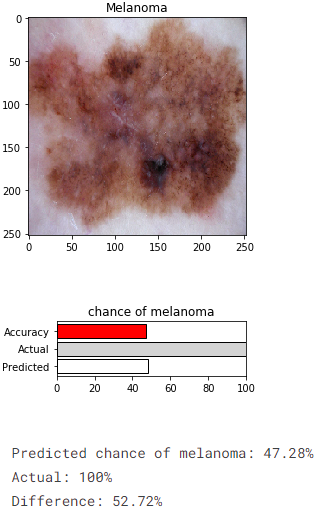 Melanoma
0
50
100
150
200
250
0 50 100 150 200 250
chance of melanoma
Accuracy
Actual
Predicted
0 20 40 60 80 100
Predicted chance of melanoma: 47.28%
Actual: 100%
Difference: 52.72%